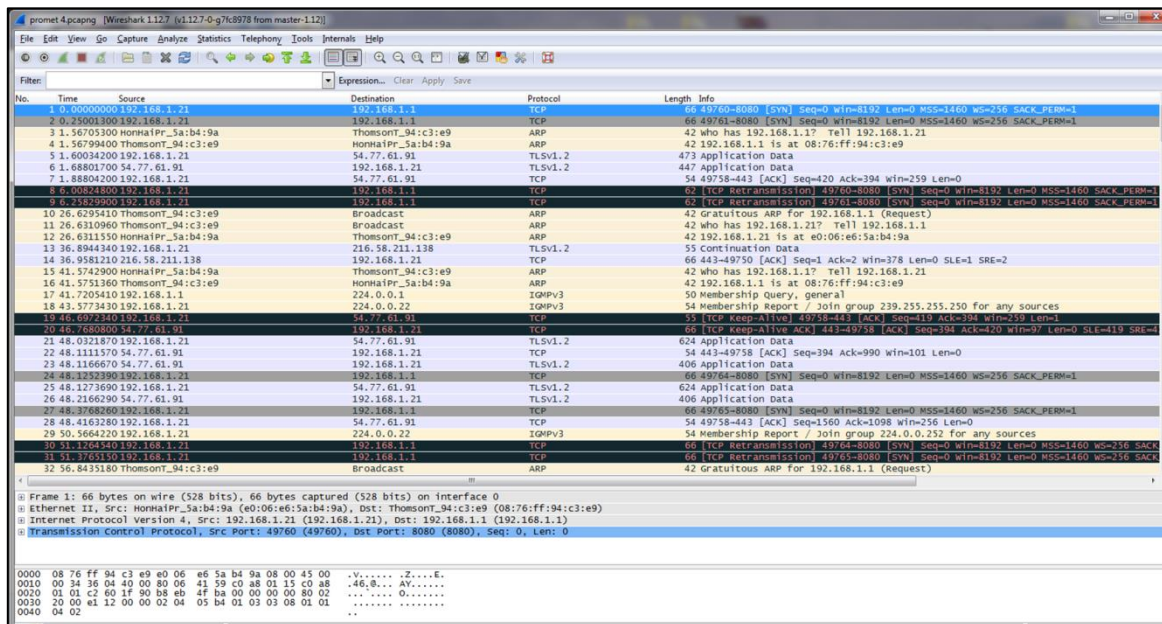 promet 4.pcapng [Wireshark 1.12.7 (v1.12.7-0-g7fc8978 from master-1.12)]
File Edit View Go Capture Analyze Statistics Telephony Tools Internals Help
Filter: Expression... Clear Apply Save
No. Time Source Destination Protocol Length Info
1 0.00000000 192.168.1.21 192.168.1.1 TCP 66 49760→8080 [SYN] Seq=0 Win=8192 Len=0 MSS=1460 WS=256 SACK_PERM=1
2 0.25001300 192.168.1.21 192.168.1.1 TCP 66 49761→8080 [SYN] Seq=0 Win=8192 Len=0 MSS=1460 WS=256 SACK_PERM=1
3 1.56705300 HonHaiPr_5a:b4:9a ThomsonT_94:c3:e9 ARP 42 Who has 192.168.1.1? Tell 192.168.1.21
4 1.56799400 ThomsonT_94:c3:e9 HonHaiPr_5a:b4:9a ARP 42 192.168.1.1 is at 08:76:ff:94:c3:e9
5 1.60034200 192.168.1.21 54.77.61.91 TLSv1.2 473 Application Data
6 1.68801700 54.77.61.91 192.168.1.21 TLSv1.2 447 Application Data
7 1.88804200 192.168.1.21 54.77.61.91 TCP 54 49758→443 [ACK] Seq=420 Ack=394 Win=259 Len=0
8 6.00824800 192.168.1.21 192.168.1.1 TCP 62 [TCP Retransmission] 49760→8080 [SYN] Seq=0 Win=8192 Len=0 MSS=1460 SACK_PERM=1
9 6.25829900 192.168.1.21 192.168.1.1 TCP 62 [TCP Retransmission] 49761→8080 [SYN] Seq=0 Win=8192 Len=0 MSS=1460 SACK_PERM=1
10 26.6295410 ThomsonT_94:c3:e9 Broadcast ARP 42 Gratuitous ARP for 192.168.1.1 (Request)
11 26.6310960 ThomsonT_94:c3:e9 Broadcast ARP 42 Who has 192.168.1.21? Tell 192.168.1.1
12 26.6311550 HonHaiPr_5a:b4:9a ThomsonT_94:c3:e9 ARP 42 192.168.1.21 is at e0:06:e6:5a:b4:9a
13 36.8944340 192.168.1.21 216.58.211.138 TLSv1.2 55 Continuation Data
14 36.9581210 216.58.211.138 192.168.1.21 TCP 66 443→49750 [ACK] Seq=1 Ack=2 Win=378 Len=0 SLE=1 SRE=2
15 41.5742900 HonHaiPr_5a:b4:9a ThomsonT_94:c3:e9 ARP 42 Who has 192.168.1.1? Tell 192.168.1.21
16 41.5751360 ThomsonT_94:c3:e9 HonHaiPr_5a:b4:9a ARP 42 192.168.1.1 is at 08:76:ff:94:c3:e9
17 41.7205410 192.168.1.1 224.0.0.1 IGMPv3 50 Membership Query, general
18 43.5773430 192.168.1.21 224.0.0.22 IGMPv3 54 Membership Report / Join group 239.255.255.250 for any sources
19 46.6972340 192.168.1.21 54.77.61.91 TCP 55 [TCP Keep-Alive] 49758→443 [ACK] Seq=419 Ack=394 Win=259 Len=1
20 46.7680800 54.77.61.91 192.168.1.21 TCP 66 [TCP Keep-Alive ACK] 443→49758 [ACK] Seq=394 Ack=420 Win=97 Len=0 SLE=419 SRE=4
21 48.0321870 192.168.1.21 54.77.61.91 TLSv1.2 624 Application Data
22 48.1111570 54.77.61.91 192.168.1.21 TCP 54 443→49758 [ACK] Seq=394 Ack=990 Win=101 Len=0
23 48.1166670 54.77.61.91 192.168.1.21 TLSv1.2 406 Application Data
24 48.1252390 192.168.1.21 192.168.1.1 TCP 66 49764→8080 [SYN] Seq=0 Win=8192 Len=0 MSS=1460 WS=256 SACK_PERM=1
25 48.1273690 192.168.1.21 54.77.61.91 TLSv1.2 624 Application Data
26 48.2166290 54.77.61.91 192.168.1.21 TLSv1.2 406 Application Data
27 48.3768260 192.168.1.21 192.168.1.1 TCP 66 49765→8080 [SYN] Seq=0 Win=8192 Len=0 MSS=1460 WS=256 SACK_PERM=1
28 48.4163280 192.168.1.21 54.77.61.91 TCP 54 49758→443 [ACK] Seq=1560 Ack=1098 Win=256 Len=0
29 50.5664220 192.168.1.21 224.0.0.22 IGMPv3 54 Membership Report / Join group 224.0.0.252 for any sources
30 51.1264540 192.168.1.21 192.168.1.1 TCP 66 [TCP Retransmission] 49764→8080 [SYN] Seq=0 Win=8192 Len=0 MSS=1460 WS=256 SACK
31 51.3765150 192.168.1.21 192.168.1.1 TCP 66 [TCP Retransmission] 49765→8080 [SYN] Seq=0 Win=8192 Len=0 MSS=1460 WS=256 SACK
32 56.8435180 ThomsonT_94:c3:e9 Broadcast ARP 42 Gratuitous ARP for 192.168.1.1 (Request)
Frame 1: 66 bytes on wire (528 bits), 66 bytes captured (528 bits) on interface 0
Ethernet II, Src: HonHaiPr_5a:b4:9a (e0:06:e6:5a:b4:9a), Dst: ThomsonT_94:c3:e9 (08:76:ff:94:c3:e9)
Internet Protocol Version 4, Src: 192.168.1.21 (192.168.1.21), Dst: 192.168.1.1 (192.168.1.1)
Transmission Control Protocol, Src Port: 49760 (49760), Dst Port: 8080 (8080), Seq: 0, Len: 0
0000 08 76 ff 94 c3 e9 e0 06 e6 5a b4 9a 08 00 45 00 .v...... .Z....E.
0010 00 34 36 04 40 00 80 06 41 59 c0 a8 01 15 c0 a8 .46.@... AY......
0020 01 01 c2 60 1f 90 b8 eb 4f ba 00 00 00 00 80 02 ...`.... O.......
0030 20 00 e1 12 00 00 02 04 05 b4 01 03 03 08 01 01 ....... ........
0040 04 02 ..